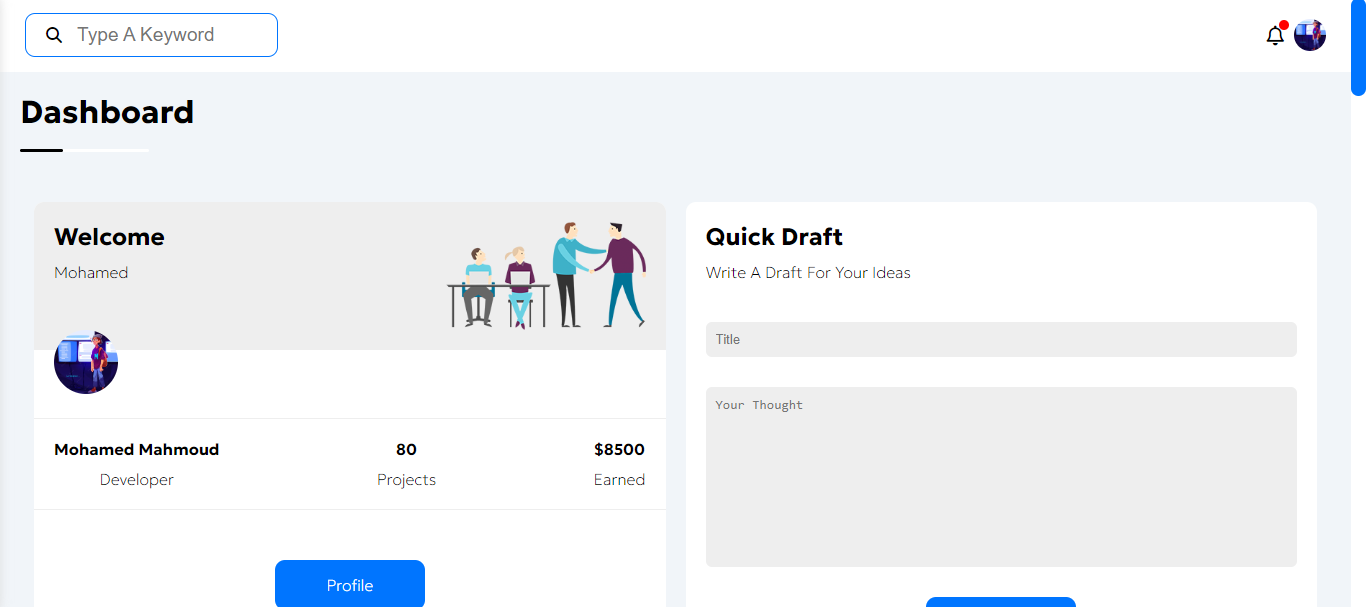 Type A Keyword
Dashboard
Welcome
Mohamed
Mohamed Mahmoud
Developer
80
Projects
$8500
Earned
Profile
Quick Draft
Write A Draft For Your Ideas
Title
Your Thought